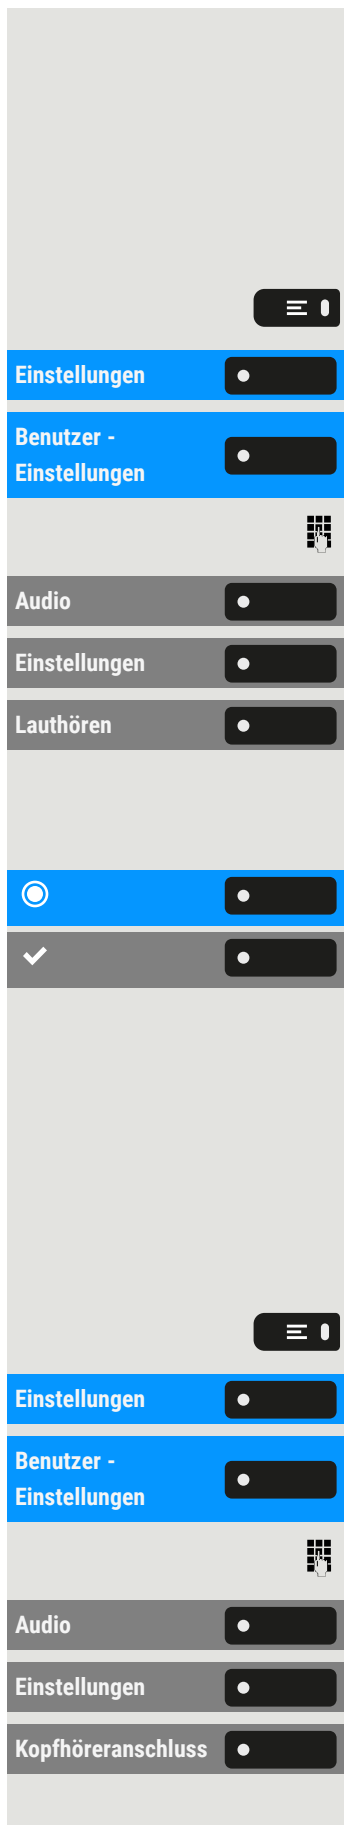 Einstellungen
Benutzer -
Einstellungen
Audio
Einstellungen
Lauthören
Einstellungen
Benutzer -
Einstellungen
Audio
Einstellungen
Kopfhöreranschluss